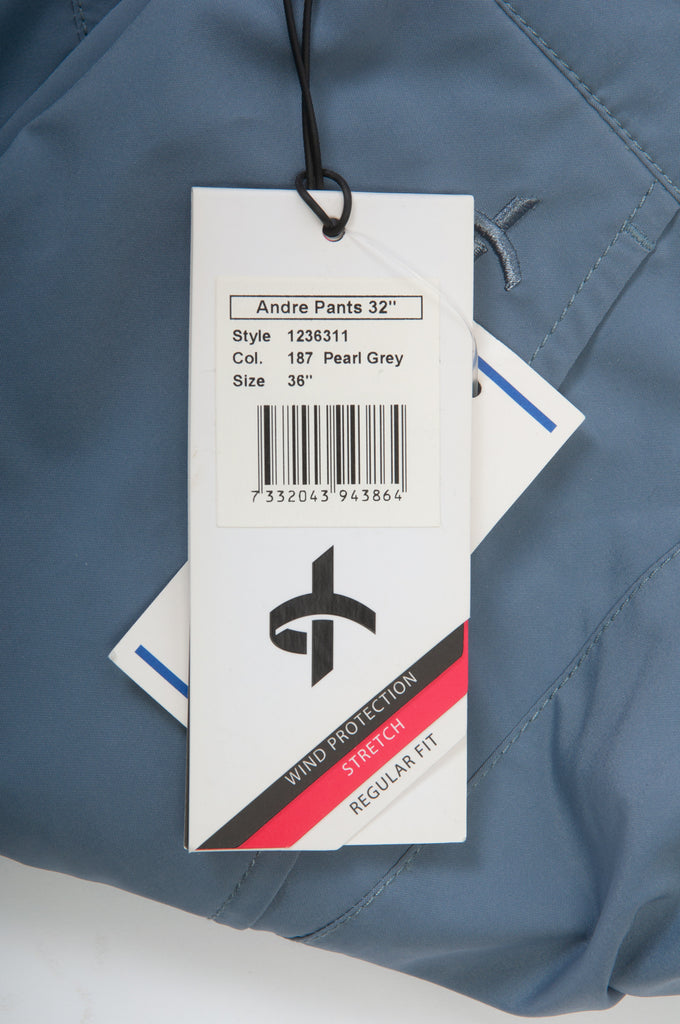 Andre Pants 32"
Style 1236311
Col. 187 Pearl Grey
Size 36"
7 332043 943864
WIND PROTECTION
STRETCH
REGULAR FIT